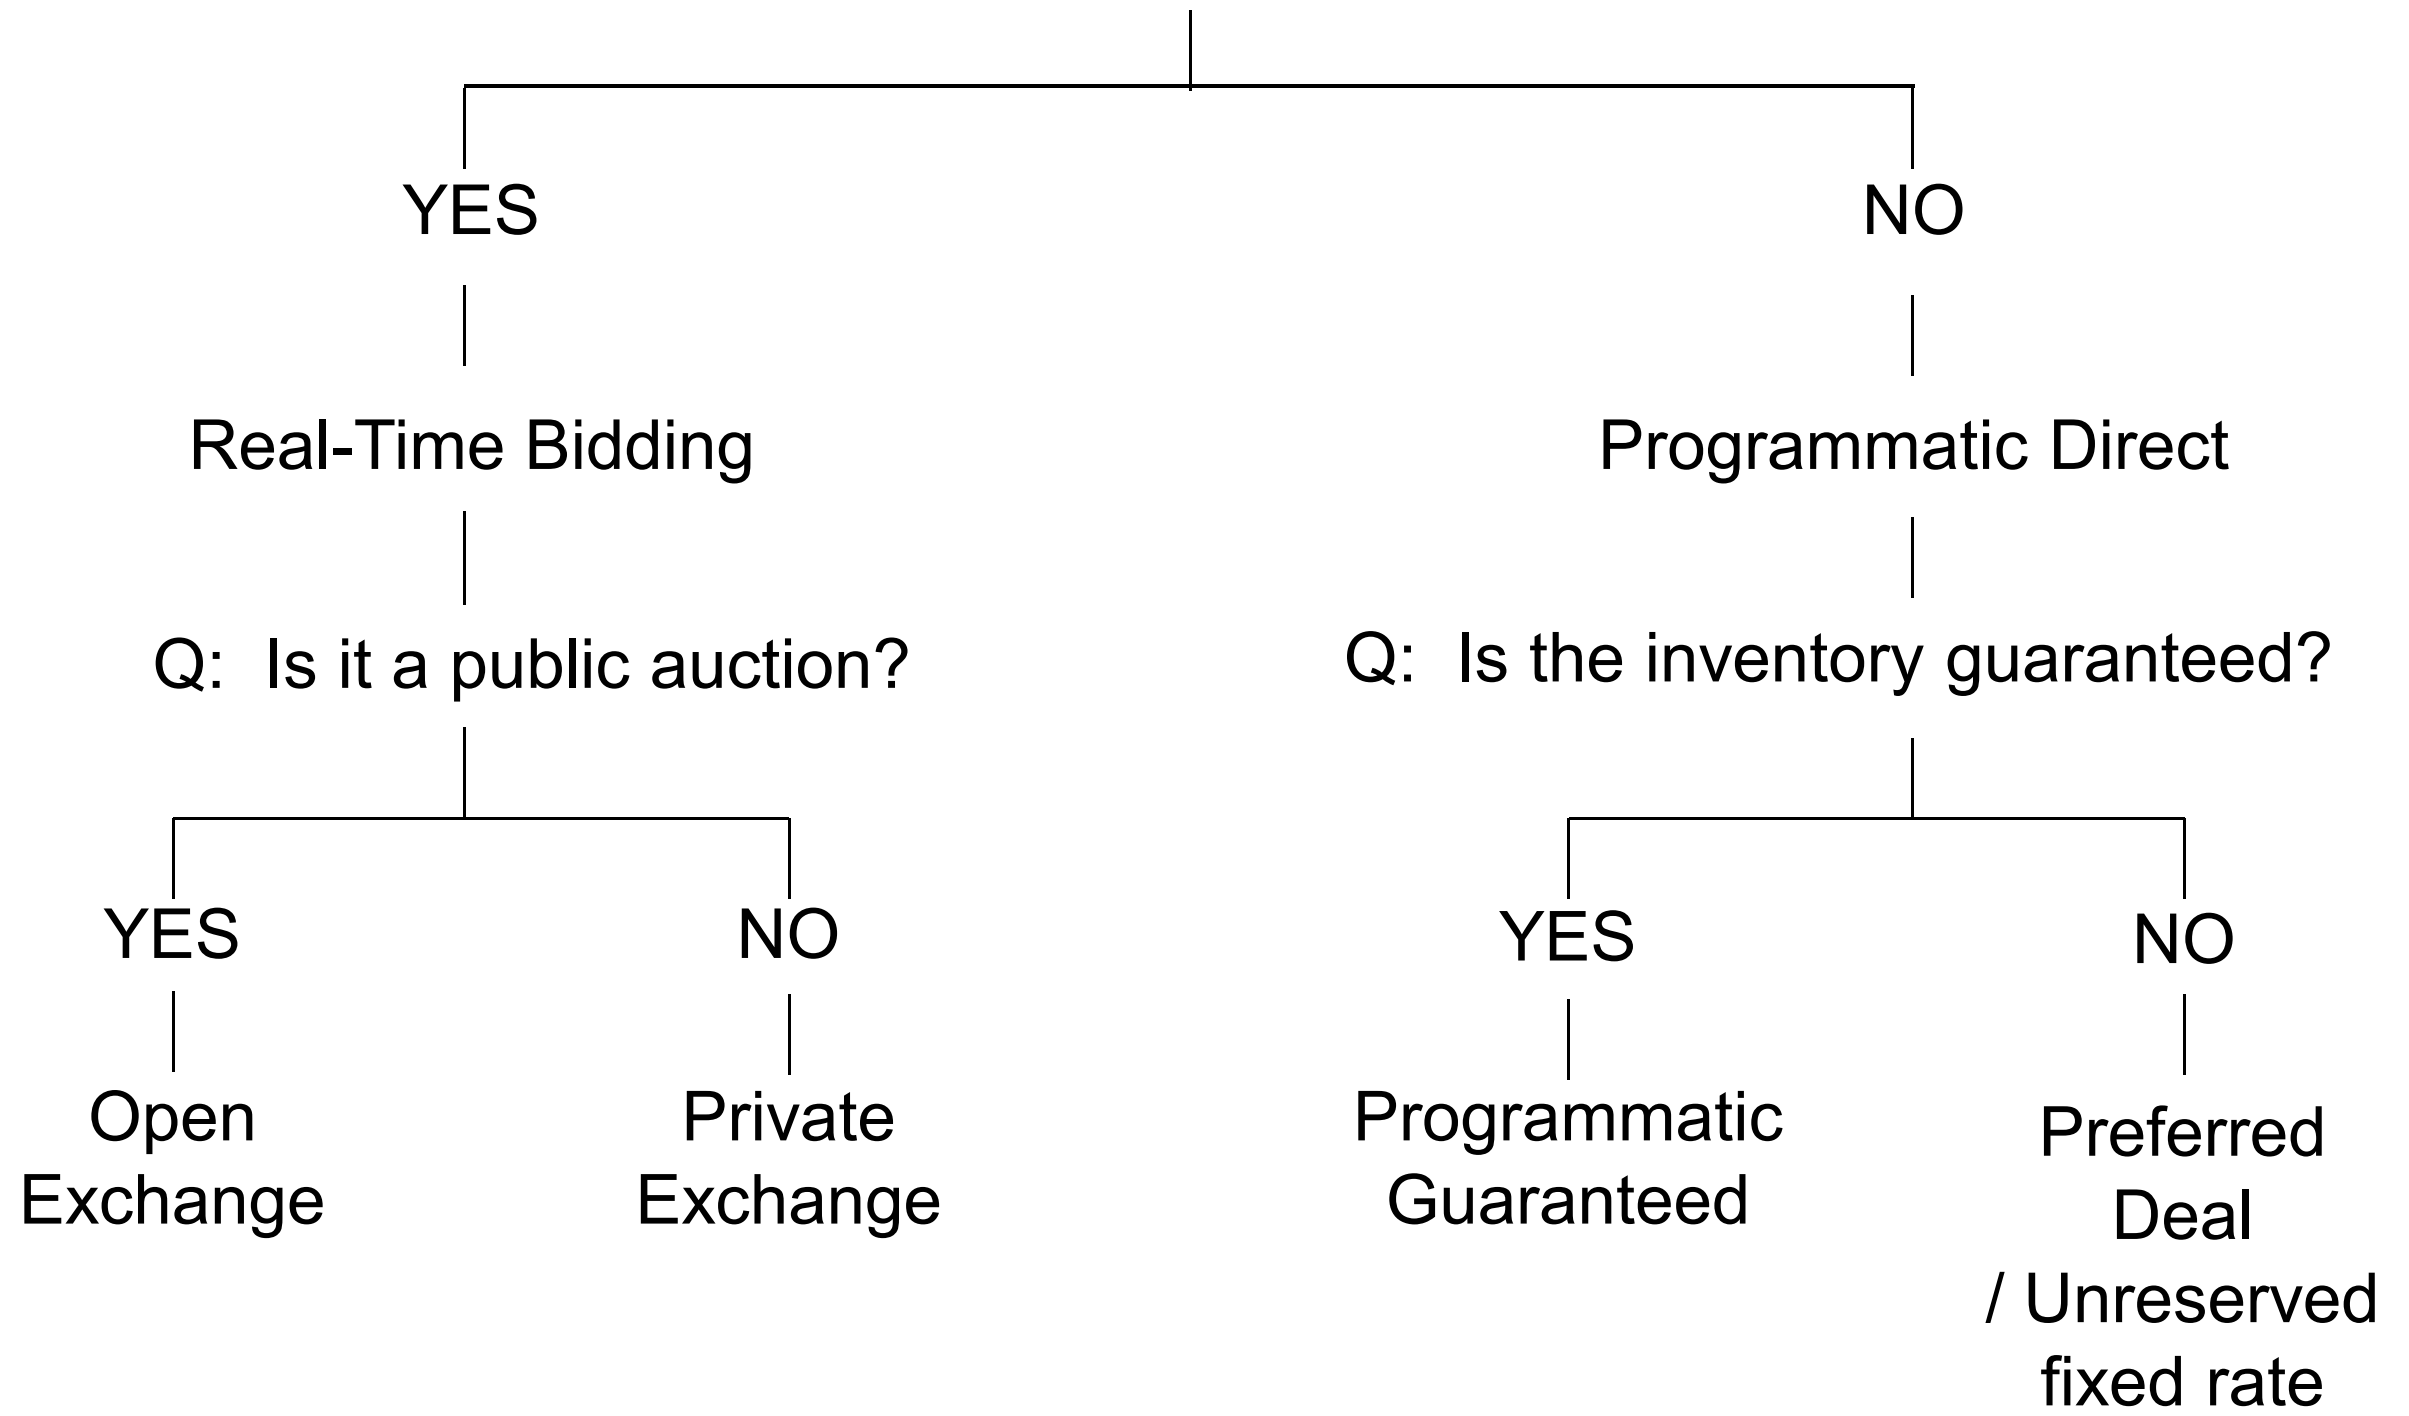 YES
NO
Real-Time Bidding
Programmatic Direct
Q: Is it a public auction?
Q: Is the inventory guaranteed?
YES
NO
YES
NO
Open
Exchange
Private
Exchange
Programmatic
Guaranteed
Preferred
Deal
/ Unreserved
fixed rate